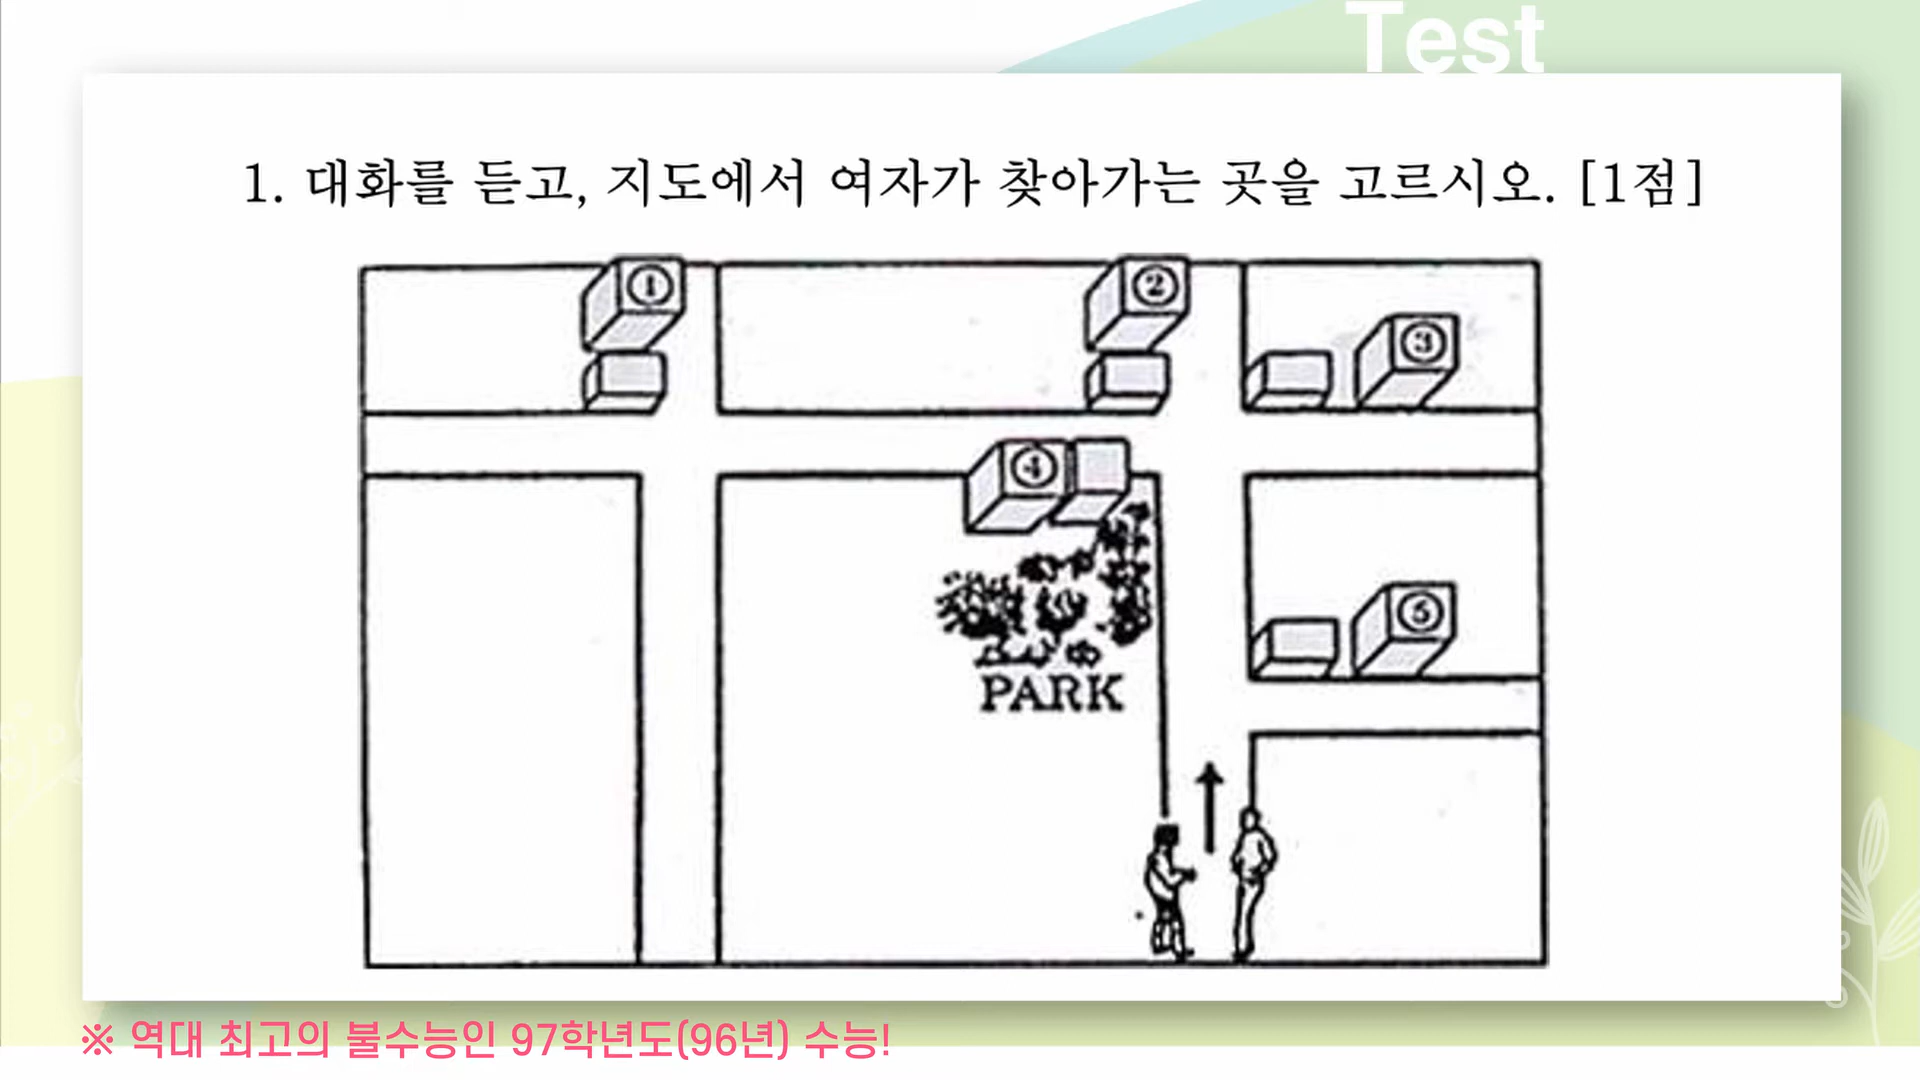 Test
1. 대화를 듣고, 지도에서 여자가 찾아가는 곳을 고르시오. [1점]
①
②
③
④
⑤
PARK
※ 역대 최고의 불수능인 97학년도(96년) 수능!